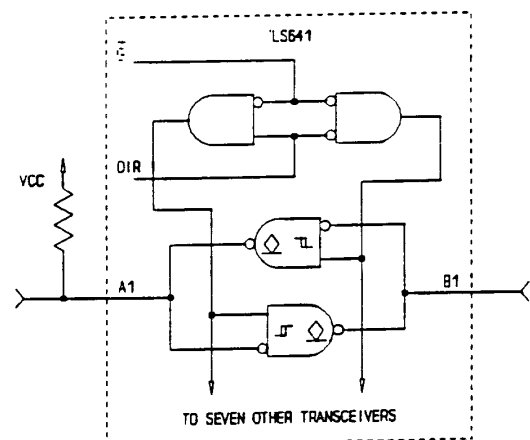 'LS641
G
DIR
VCC
A1
B1
TO SEVEN OTHER TRANSCEIVERS